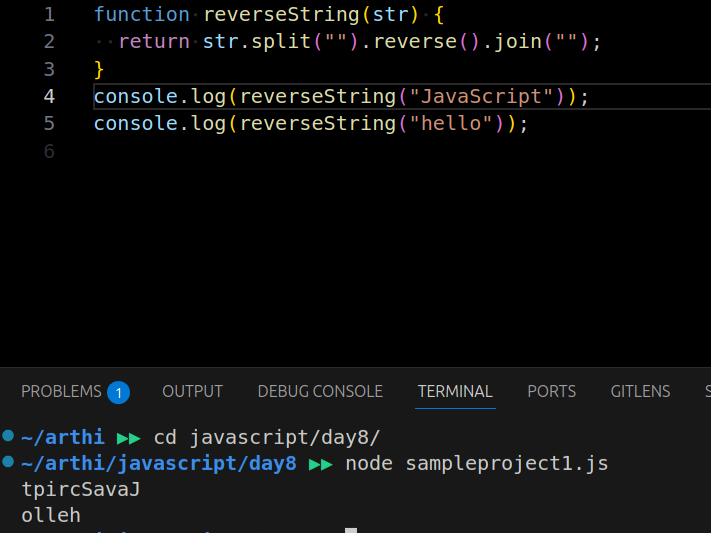 1 function reverseString(str) {
2 return str.split("").reverse().join("");
3 }
4 console.log(reverseString("JavaScript"));
5 console.log(reverseString("hello"));
6
PROBLEMS 1 OUTPUT DEBUG CONSOLE TERMINAL PORTS GITLENS
~/arthi ▶▶ cd javascript/day8/
~/arthi/javascript/day8 ▶▶ node sampleproject1.js
tpircSavaJ
olleh